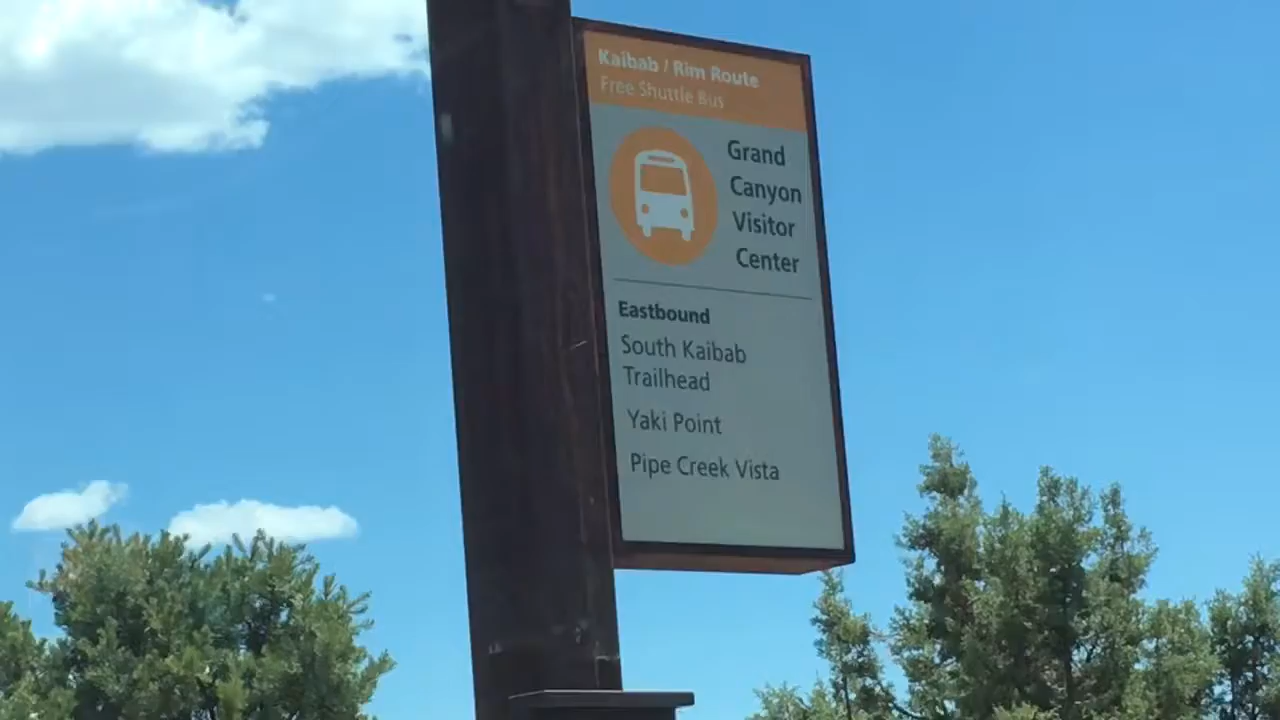 Kaibab / Rim Route
Free Shuttle Bus
Grand
Canyon
Visitor
Center
Eastbound
South Kaibab
Trailhead
Yaki Point
Pipe Creek Vista